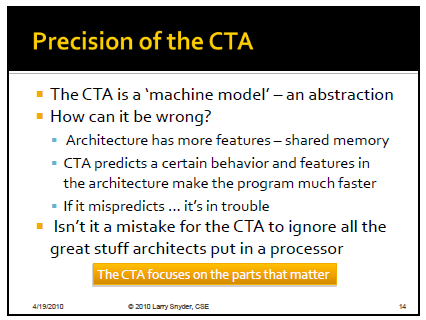 Precision of the CTA
The CTA is a ‘machine model’ – an abstraction
How can it be wrong?
Architecture has more features – shared memory
CTA predicts a certain behavior and features in
the architecture make the program much faster
If it mispredicts ... it’s in trouble
Isn’t it a mistake for the CTA to ignore all the
great stuff architects put in a processor
The CTA focuses on the parts that matter
4/19/2010 © 2010 Larry Snyder, CSE 14